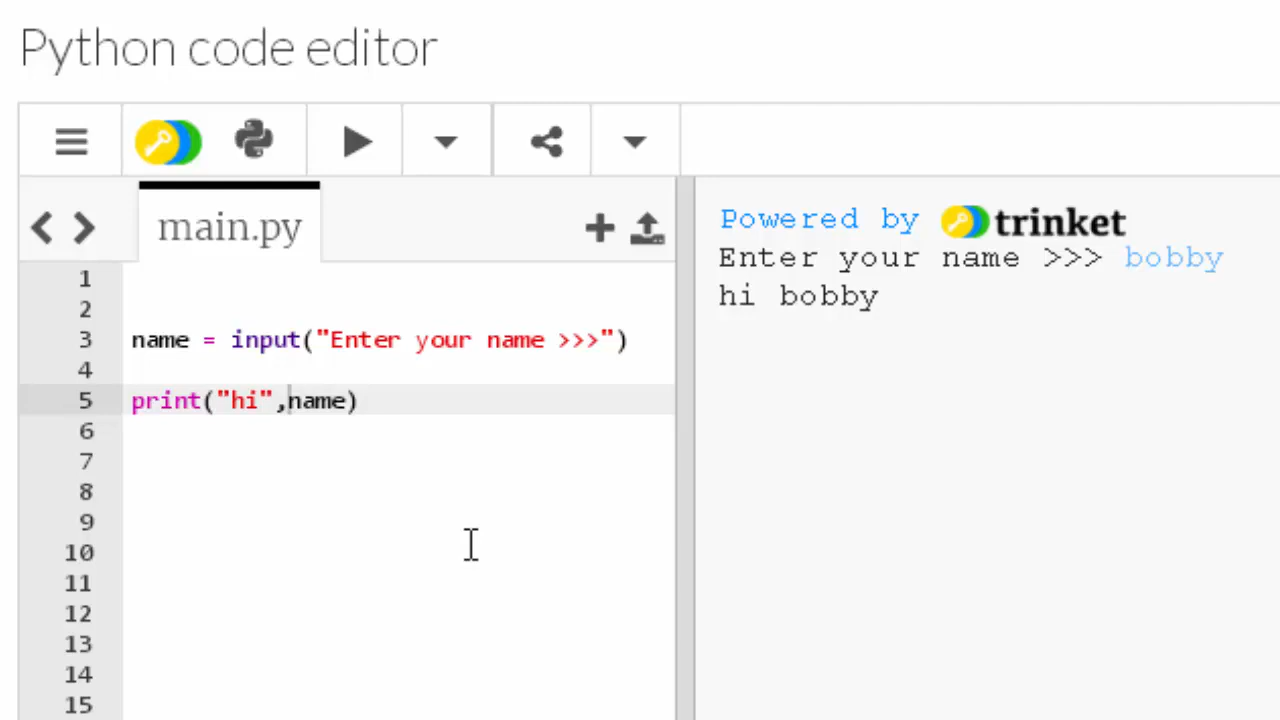 Python code editor
main.py
1
2
3 name = input("Enter your name >>>")
4
5 print("hi",name)
6
7
8
9
10
11
12
13
14
15
Powered by trinket
Enter your name >>> bobby
hi bobby